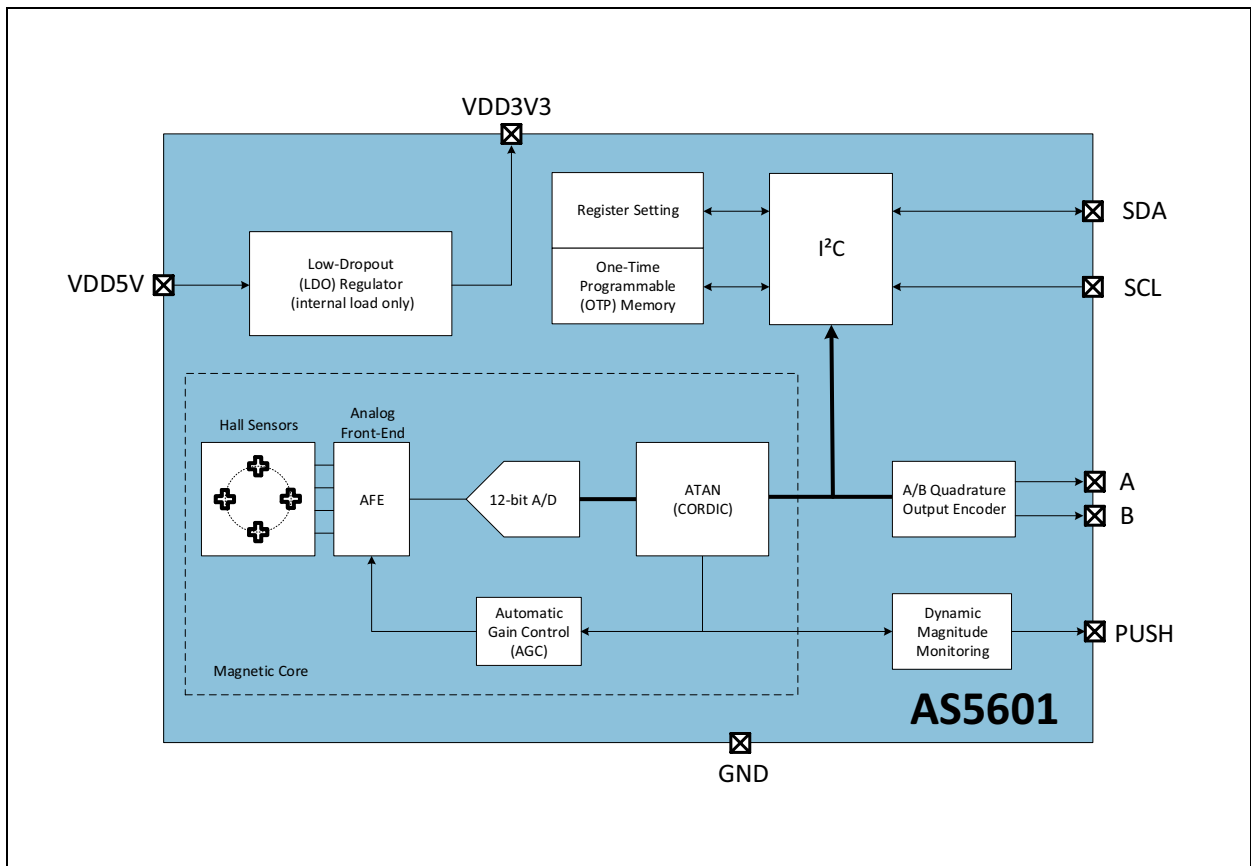 VDD3V3
VDD5V
Low-Dropout
(LDO) Regulator
(internal load only)
Register Setting
One-Time
Programmable
(OTP) Memory
I²C
SDA
SCL
Hall Sensors
Analog
Front-End
AFE
12-bit A/D
ATAN
(CORDIC)
A/B Quadrature
Output Encoder
A
B
Automatic
Gain Control
(AGC)
Dynamic
Magnitude
Monitoring
PUSH
Magnetic Core
AS5601
GND